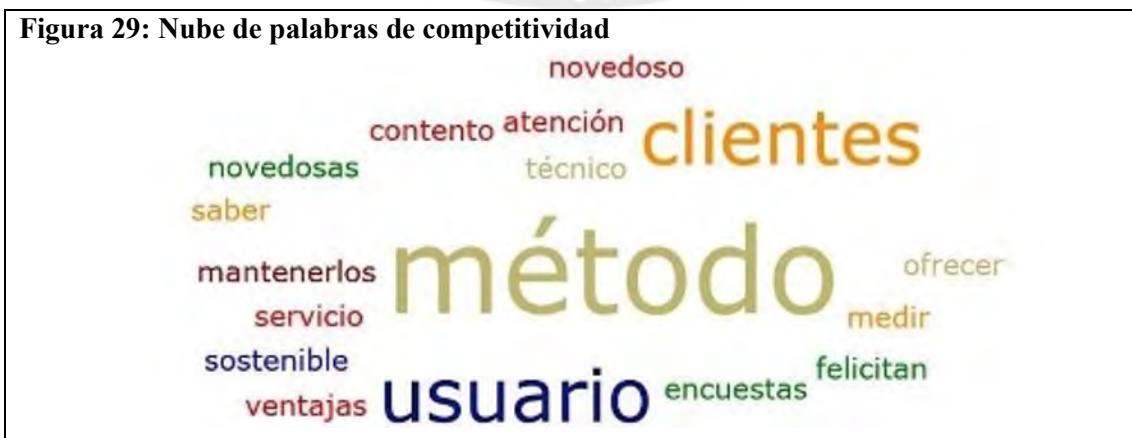 Figura 29: Nube de palabras de competitividad
novedoso
contento atención clientes
novedosas técnico
saber
mantenerlos método ofrecer
servicio medir
sostenible felicitan
ventajas usuario encuestas